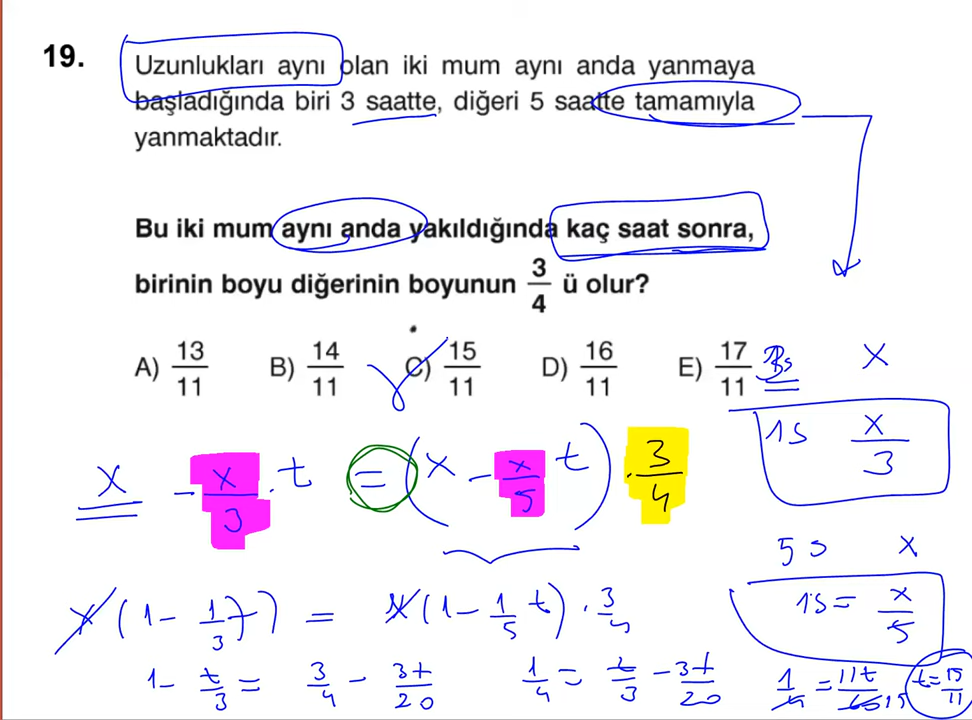 19. Uzunlukları aynı olan iki mum aynı anda yanmaya
başladığında biri 3 saatte, diğeri 5 saatte tamamıyla
yanmaktadır.
Bu iki mum aynı anda yakıldığında kaç saat sonra,
birinin boyu diğerinin boyunun 3/4 ü olur?
A) 13/11 B) 14/11 C) 15/11 D) 16/11 E) 17/11
x
1s x/3
x - x/3 . t = (x - x/5 t) . 3/4
5s x
1s = x/5
x(1 - 1/3 t) = x(1 - 1/5 t) . 3/4
1 - t/3 = 3/4 - 3t/20 1/4 = t/3 - 3t/20 1/4 = 11t/60 15 t = 15/11